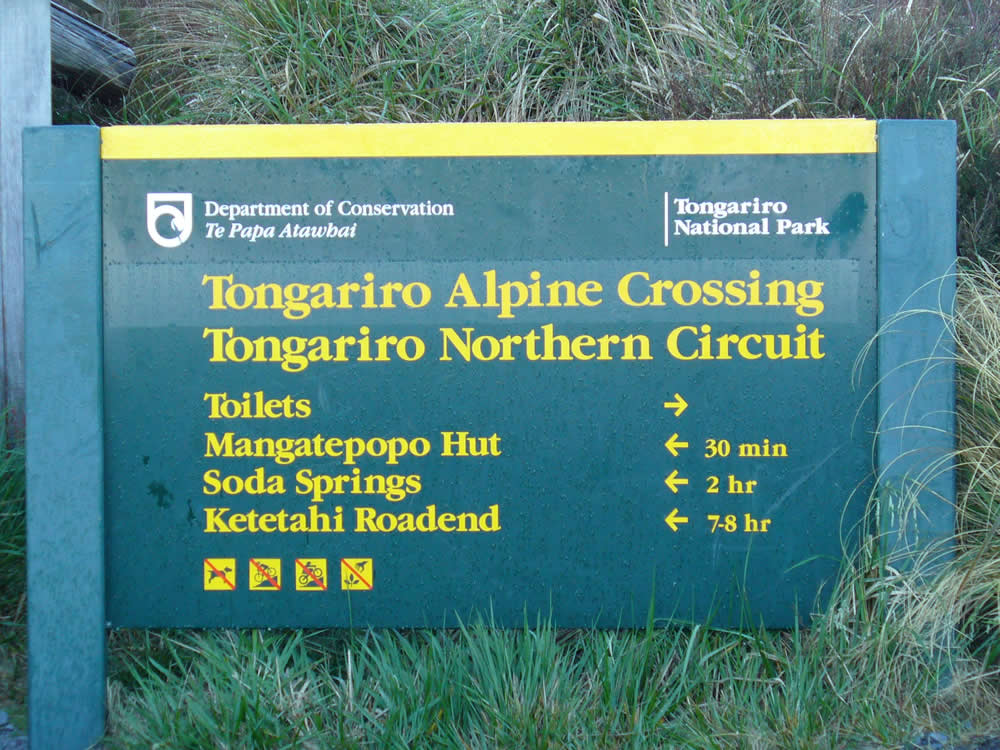 Department of Conservation
Te Papa Atawhai
Tongariro
National Park
Tongariro Alpine Crossing
Tongariro Northern Circuit
Toilets →
Mangatepopo Hut ← 30 min
Soda Springs ← 2 hr
Ketetahi Roadend ← 7-8 hr